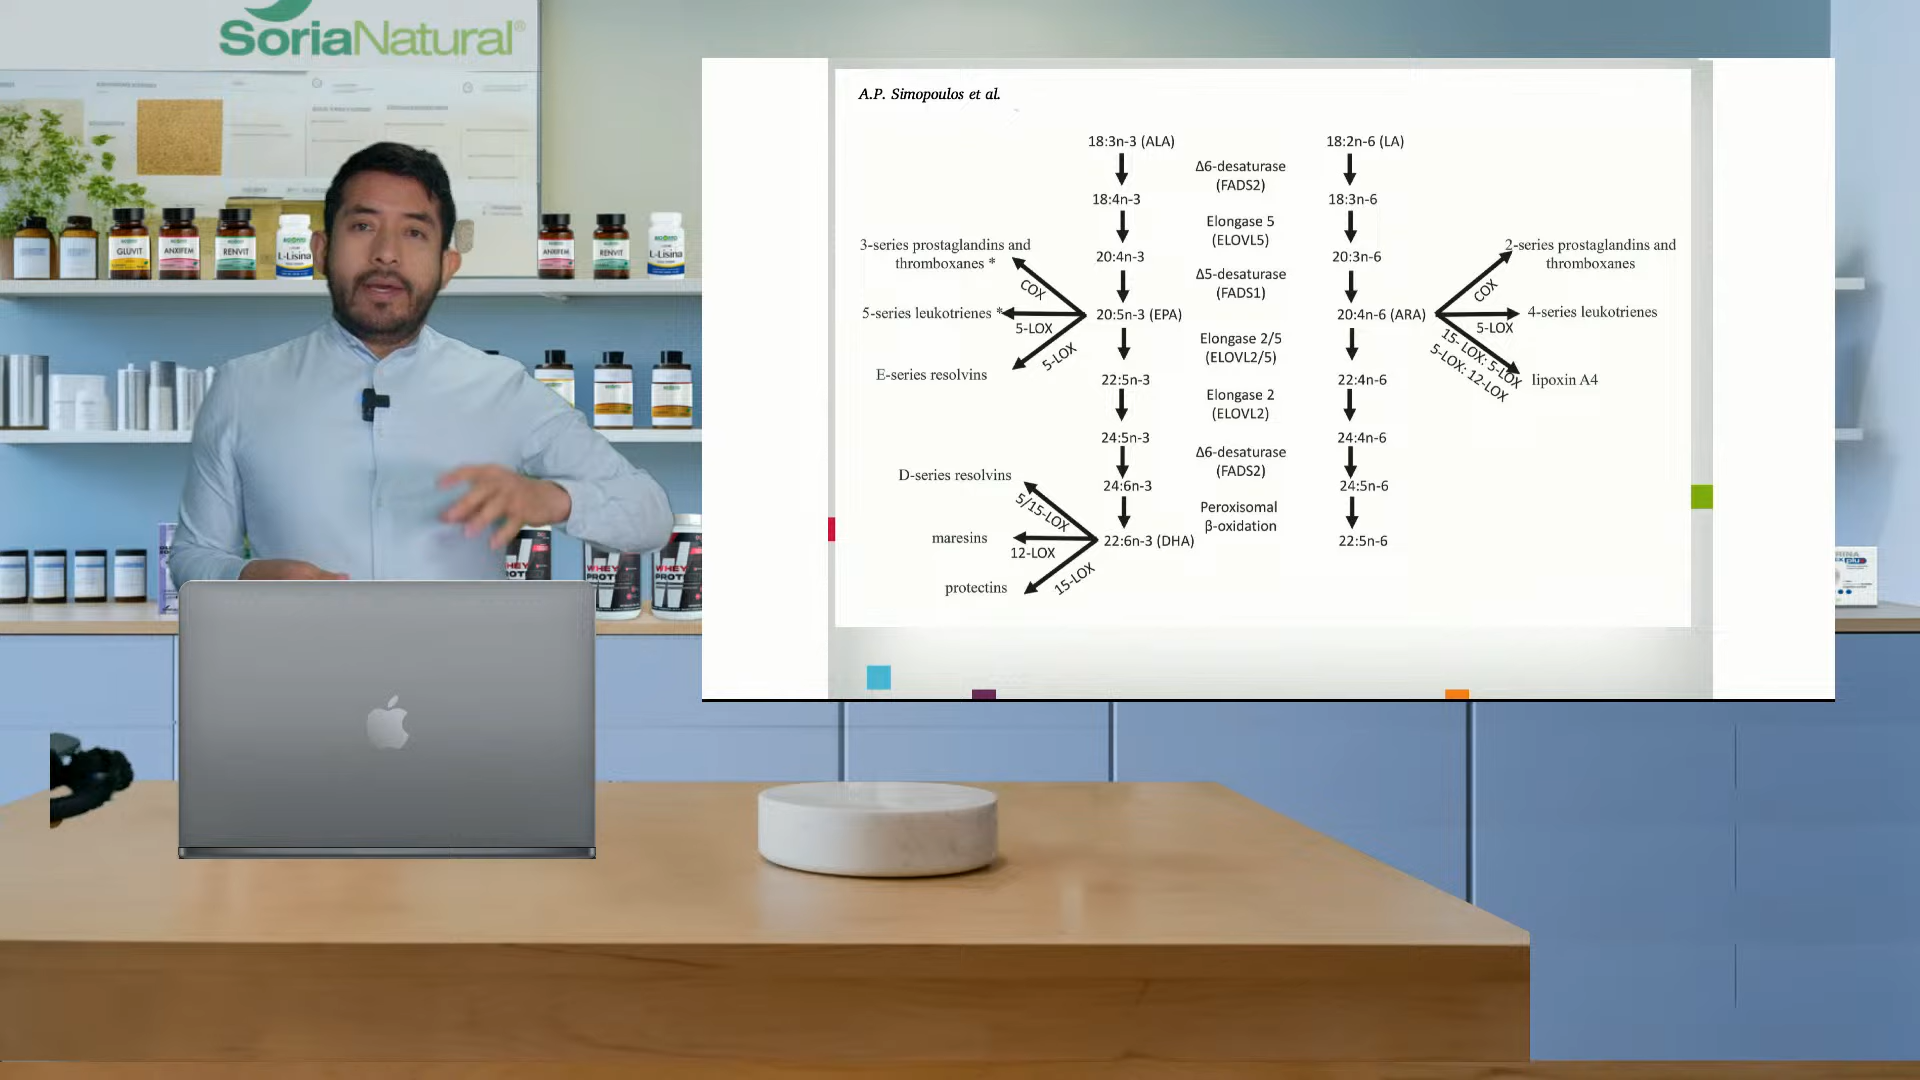 SoriaNatural®
GLUVIT
ANXIFEM
RENVIT
L-Lisina
ANXIFEM
RENVIT
L-Lisina
WHEY
PROT
WHEY
PROT
A.P. Simopoulos et al.
18:3n-3 (ALA)
18:2n-6 (LA)
Δ6-desaturase
(FADS2)
18:4n-3
18:3n-6
Elongase 5
(ELOVL5)
20:4n-3
20:3n-6
Δ5-desaturase
(FADS1)
20:5n-3 (EPA)
20:4n-6 (ARA)
3-series prostaglandins and
thromboxanes *
COX
5-series leukotrienes *
5-LOX
E-series resolvins
5-LOX
2-series prostaglandins and
thromboxanes
COX
4-series leukotrienes
5-LOX
15- LOX: 5-LOX
5-LOX: 12-LOX
lipoxin A4
Elongase 2/5
(ELOVL2/5)
22:5n-3
22:4n-6
Elongase 2
(ELOVL2)
24:5n-3
24:4n-6
Δ6-desaturase
(FADS2)
24:6n-3
24:5n-6
Peroxisomal
β-oxidation
22:6n-3 (DHA)
22:5n-6
D-series resolvins
5/15-LOX
maresins
12-LOX
protectins
15-LOX